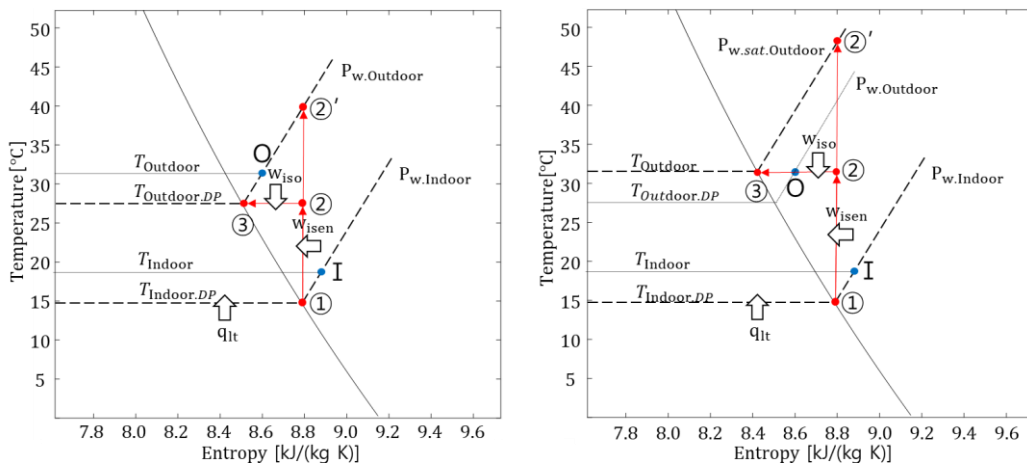 50
45
40
35
30
25
20
15
10
5
Temperature [°C]
7.8 8.0 8.2 8.4 8.6 8.8 9.0 9.2 9.4 9.6
Entropy [kJ/(kg K)]
P_w.Outdoor
②'
O
T_Outdoor
w_iso
P_w.Indoor
T_Outdoor.DP
②
③
w_isen
T_Indoor
I
T_Indoor.DP
①
q_lt
50
45
40
35
30
25
20
15
10
5
Temperature [°C]
7.8 8.0 8.2 8.4 8.6 8.8 9.0 9.2 9.4 9.6
Entropy [kJ/(kg K)]
P_w.sat.Outdoor
②'
P_w.Outdoor
w_iso
T_Outdoor
②
P_w.Indoor
③
O
T_Outdoor.DP
w_isen
T_Indoor
I
T_Indoor.DP
①
q_lt